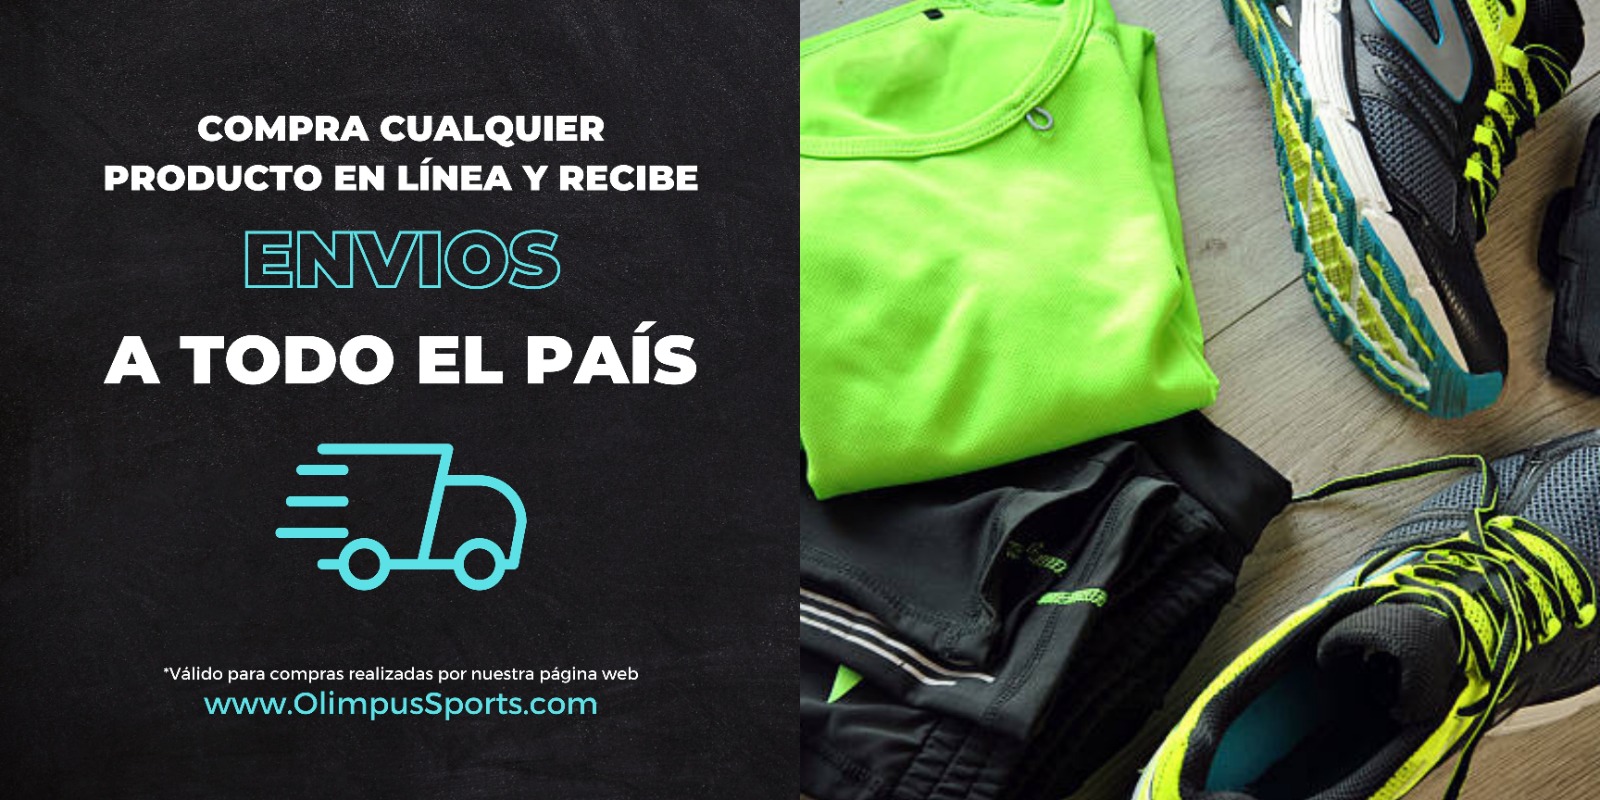 COMPRA CUALQUIER
PRODUCTO EN LÍNEA Y RECIBE
ENVIOS
A TODO EL PAÍS
*Válido para compras realizadas por nuestra página web
www.OlimpusSports.com